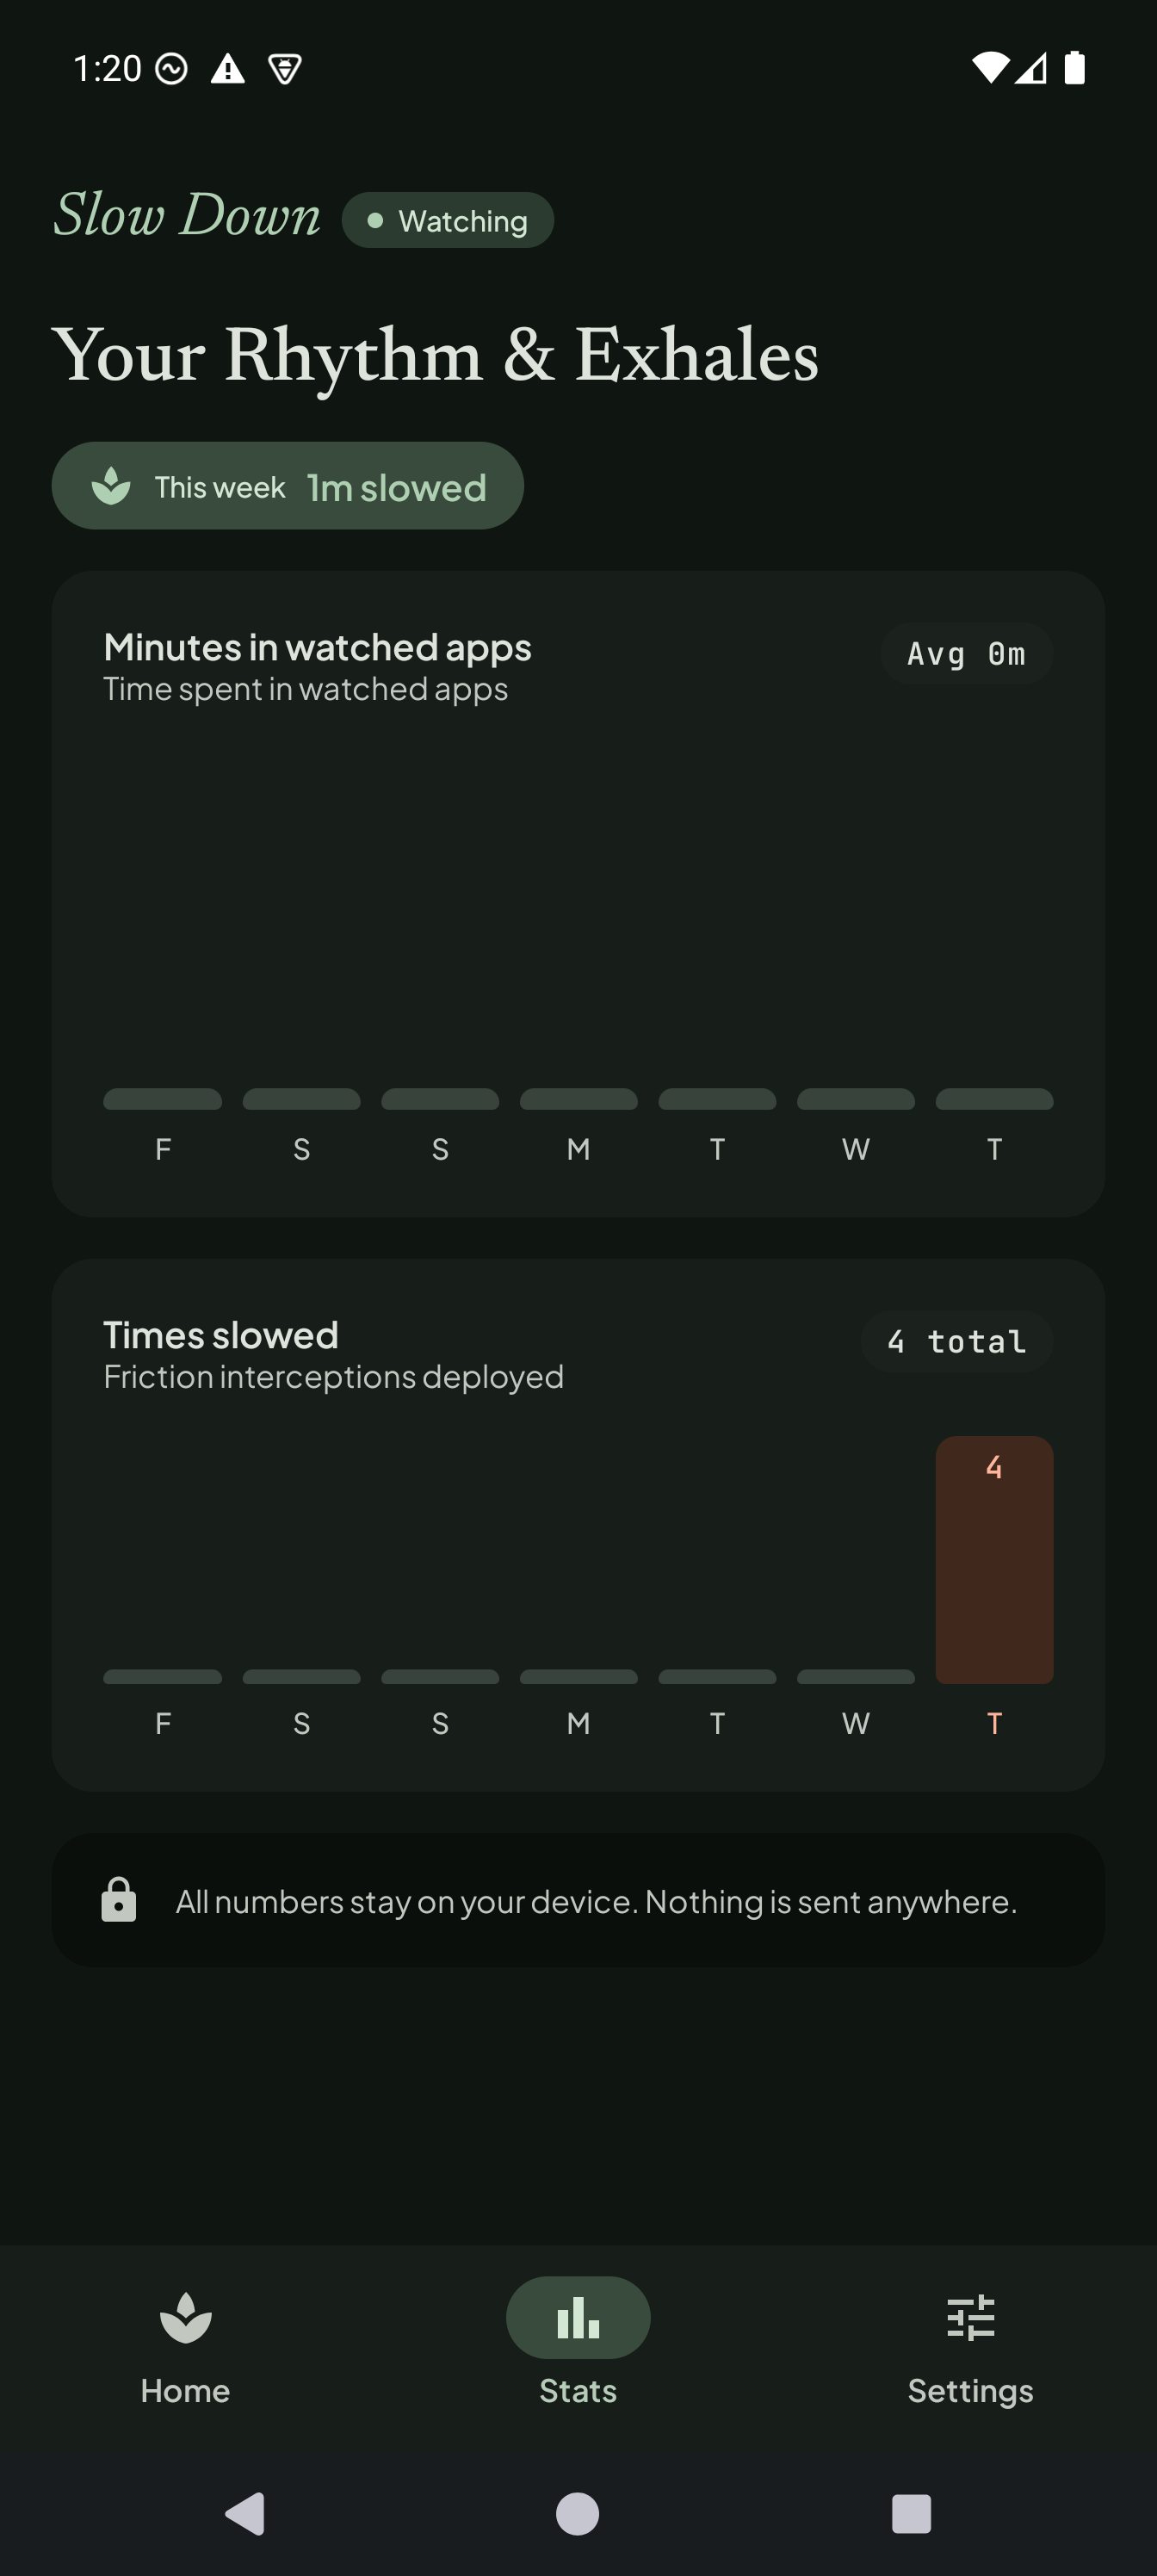 1:20
Slow Down
Watching
Your Rhythm & Exhales
This week 1m slowed
Minutes in watched apps
Avg 0m
Time spent in watched apps
F S S M T W T
Times slowed
4 total
Friction interceptions deployed
4
F S S M T W T
All numbers stay on your device. Nothing is sent anywhere.
Home Stats Settings